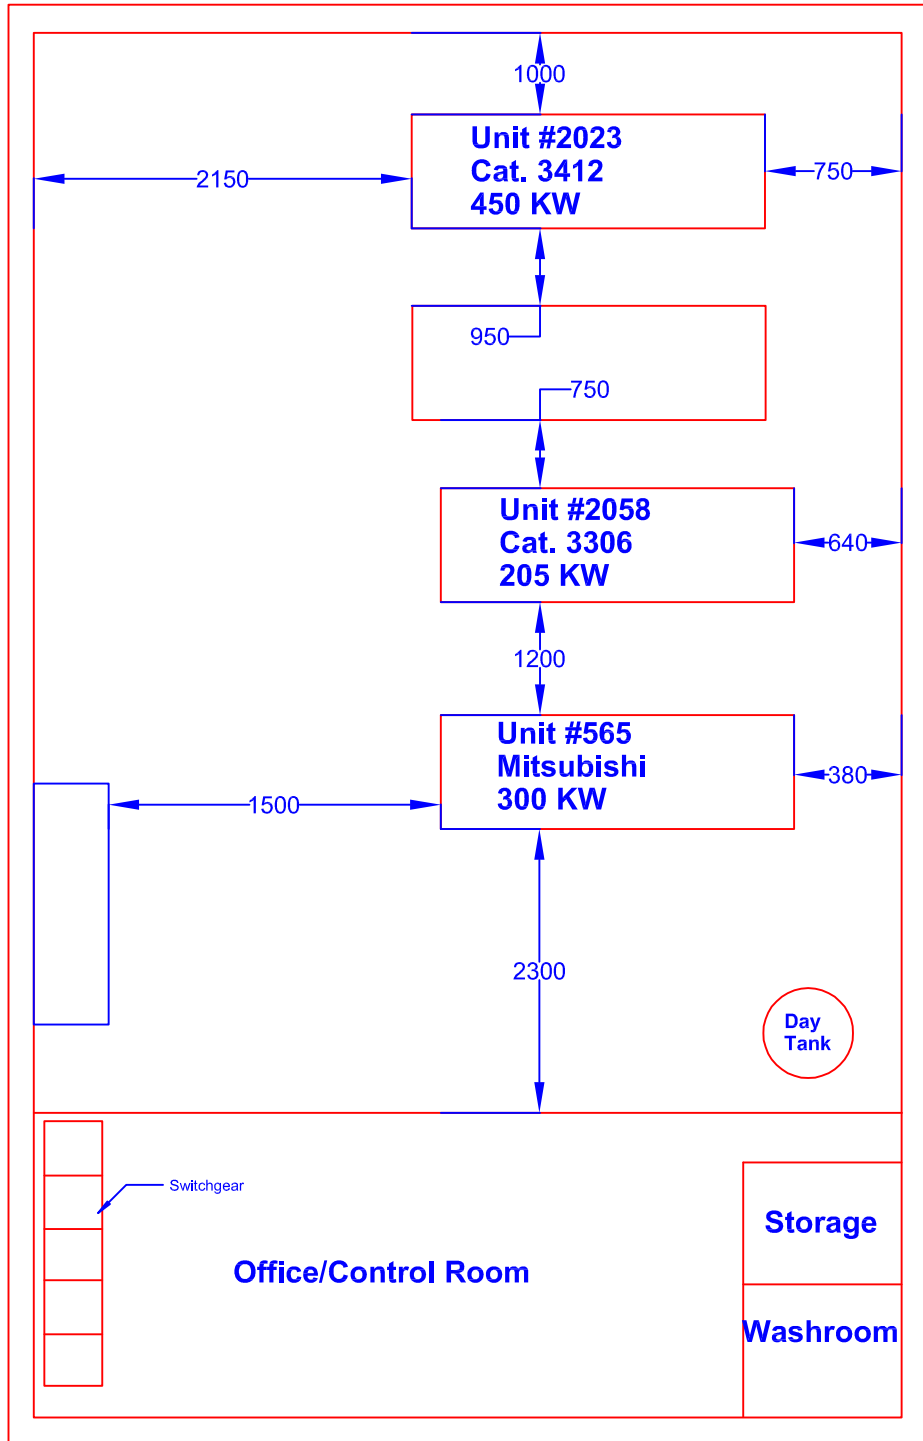 1000
Unit #2023
Cat. 3412
450 KW
2150
750
950
750
Unit #2058
Cat. 3306
205 KW
640
1200
Unit #565
Mitsubishi
300 KW
380
1500
2300
Day
Tank
Switchgear
Storage
Office/Control Room
Washroom